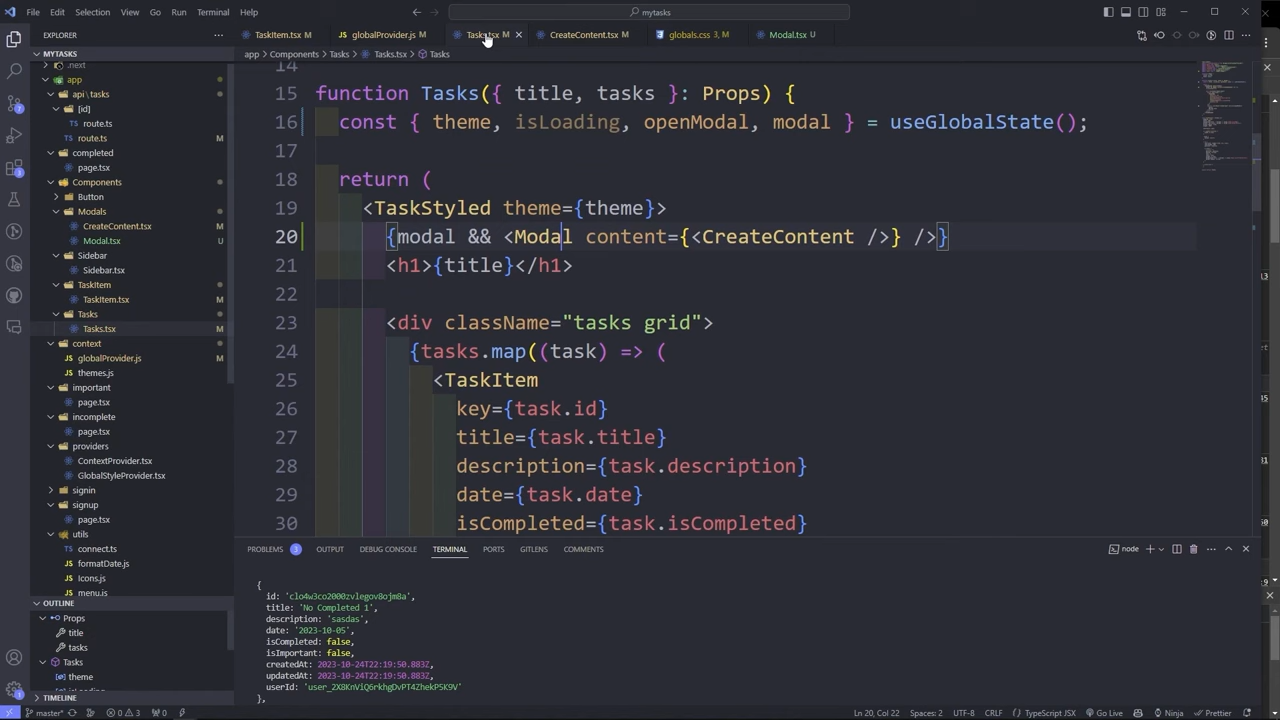 File Edit Selection View Go Run Terminal Help
mytasks
EXPLORER
TaskItem.tsx M
globalProvider.js M
Tasks.tsx M
CreateContent.tsx M
globals.css 3, M
Modal.tsx U
app > Components > Tasks > Tasks.tsx > Tasks
MYTASKS
.next
app
api\tasks
[id]
route.ts
route.ts M
completed
page.tsx
Components
Button
Modals
CreateContent.tsx M
Modal.tsx U
Sidebar
Sidebar.tsx
TaskItem
TaskItem.tsx M
Tasks
Tasks.tsx M
context
globalProvider.js M
themes.js
important
page.tsx
incomplete
page.tsx
providers
ContextProvider.tsx
GlobalStyleProvider.tsx
signin
signup
page.tsx
utils
connect.ts
formatDate.js
Icons.js
menu.js
OUTLINE
Props
title
tasks
Tasks
theme
isLoading
TIMELINE
14
15 function Tasks({ title, tasks }: Props) {
16 const { theme, isLoading, openModal, modal } = useGlobalState();
17
18 return (
19 <TaskStyled theme={theme}>
20 {modal && <Modal content={<CreateContent />} />}
21 <h1>{title}</h1>
22
23 <div className="tasks grid">
24 {tasks.map((task) => (
25 <TaskItem
26 key={task.id}
27 title={task.title}
28 description={task.description}
29 date={task.date}
30 isCompleted={task.isCompleted}
PROBLEMS 3 OUTPUT DEBUG CONSOLE TERMINAL PORTS GITLENS COMMENTS
node
{
id: 'clo4w3co2000zvlegov8ojm8a',
title: 'No Completed 1',
description: 'sasdas',
date: '2023-10-05',
isCompleted: false,
isImportant: false,
createdAt: 2023-10-24T22:19:50.883Z,
updatedAt: 2023-10-24T22:19:50.883Z,
userId: 'user_2X8KnViQ6rkhgDvPT4ZhekP5K9V'
},
master* 0 3 0 Ln 20, Col 22 Spaces: 2 UTF-8 CRLF TypeScript JSX Go Live Ninja Prettier